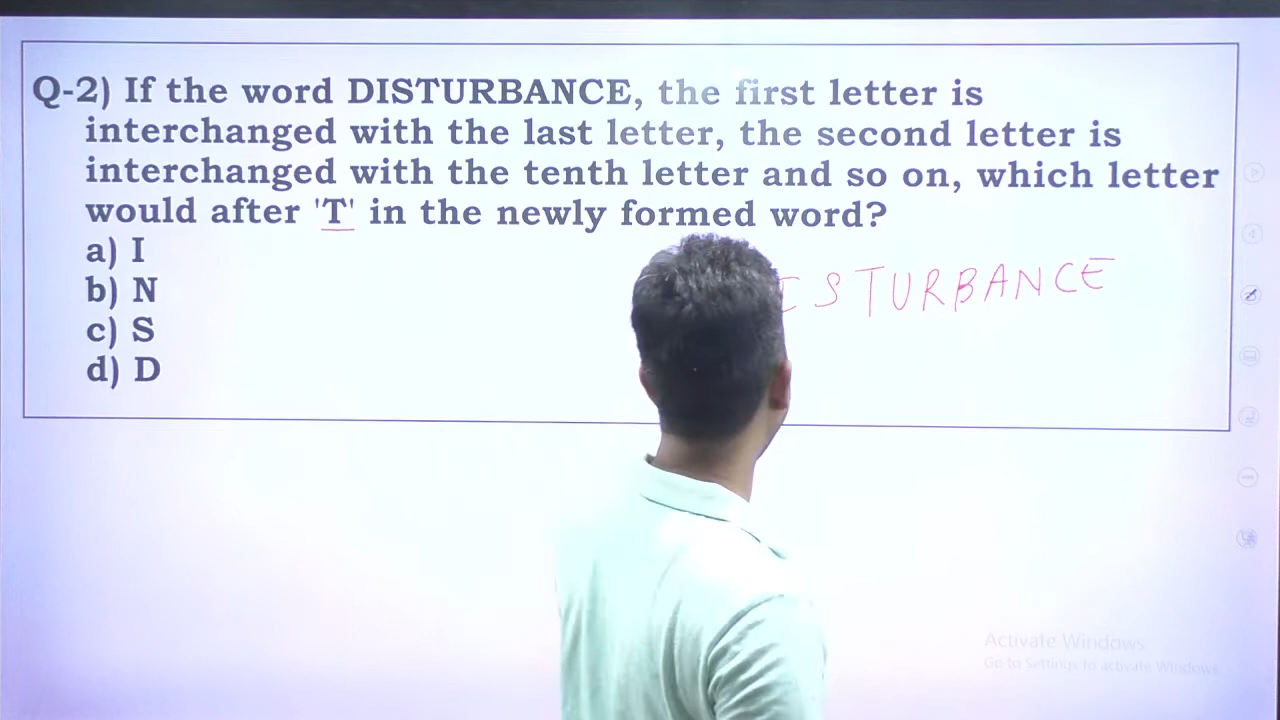 Q-2) If the word DISTURBANCE, the first letter is
interchanged with the last letter, the second letter is
interchanged with the tenth letter and so on, which letter
would after 'T' in the newly formed word?
a) I
b) N
c) S
d) D
ISTURBANCE
Activate Windows
Go to Settings to activate Windows.